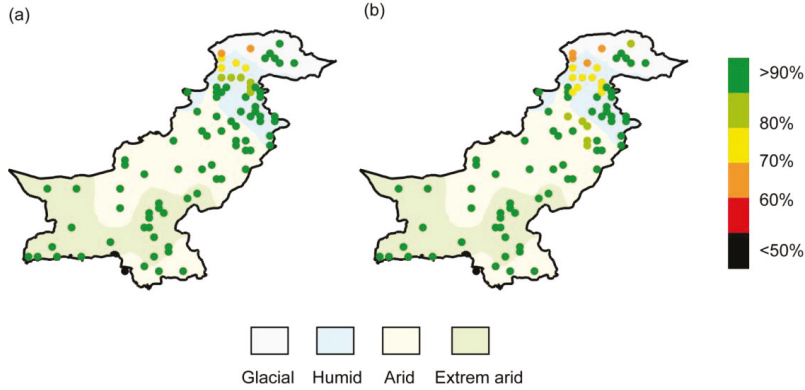 (a)
(b)
>90%
80%
70%
60%
<50%
Glacial
Humid
Arid
Extrem arid